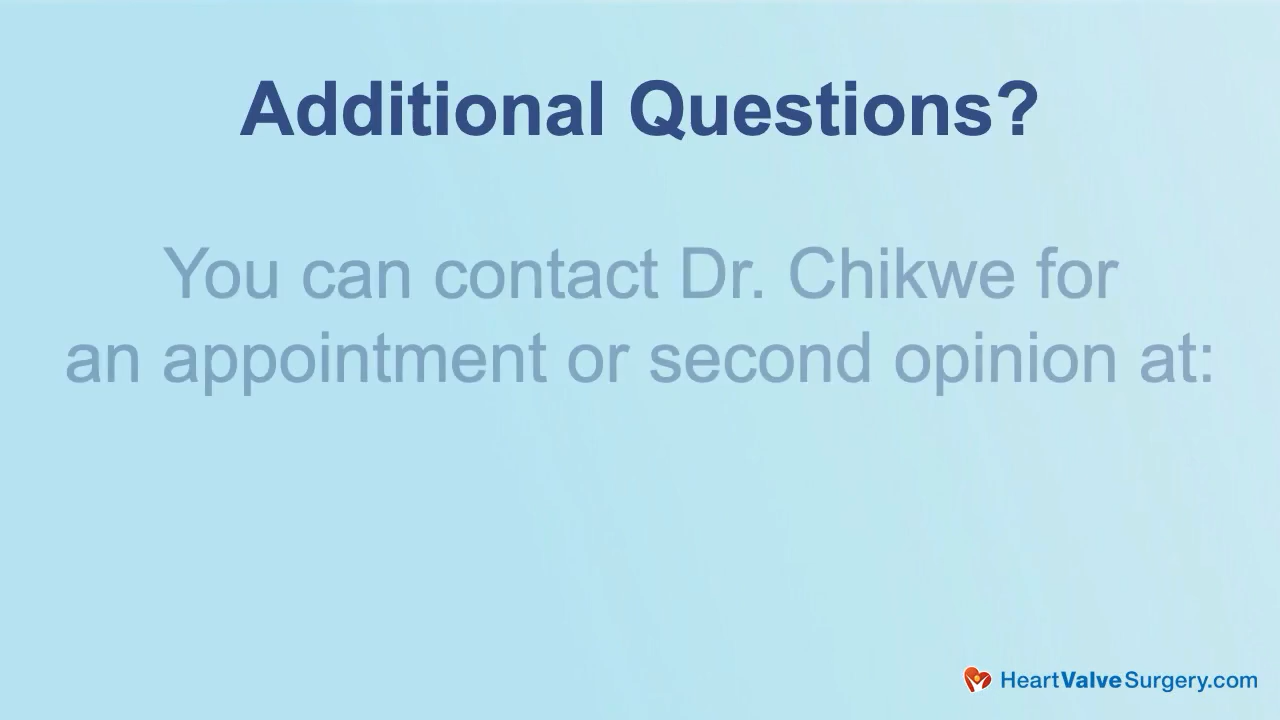 Additional Questions?
You can contact Dr. Chikwe for
an appointment or second opinion at:
HeartValveSurgery.com